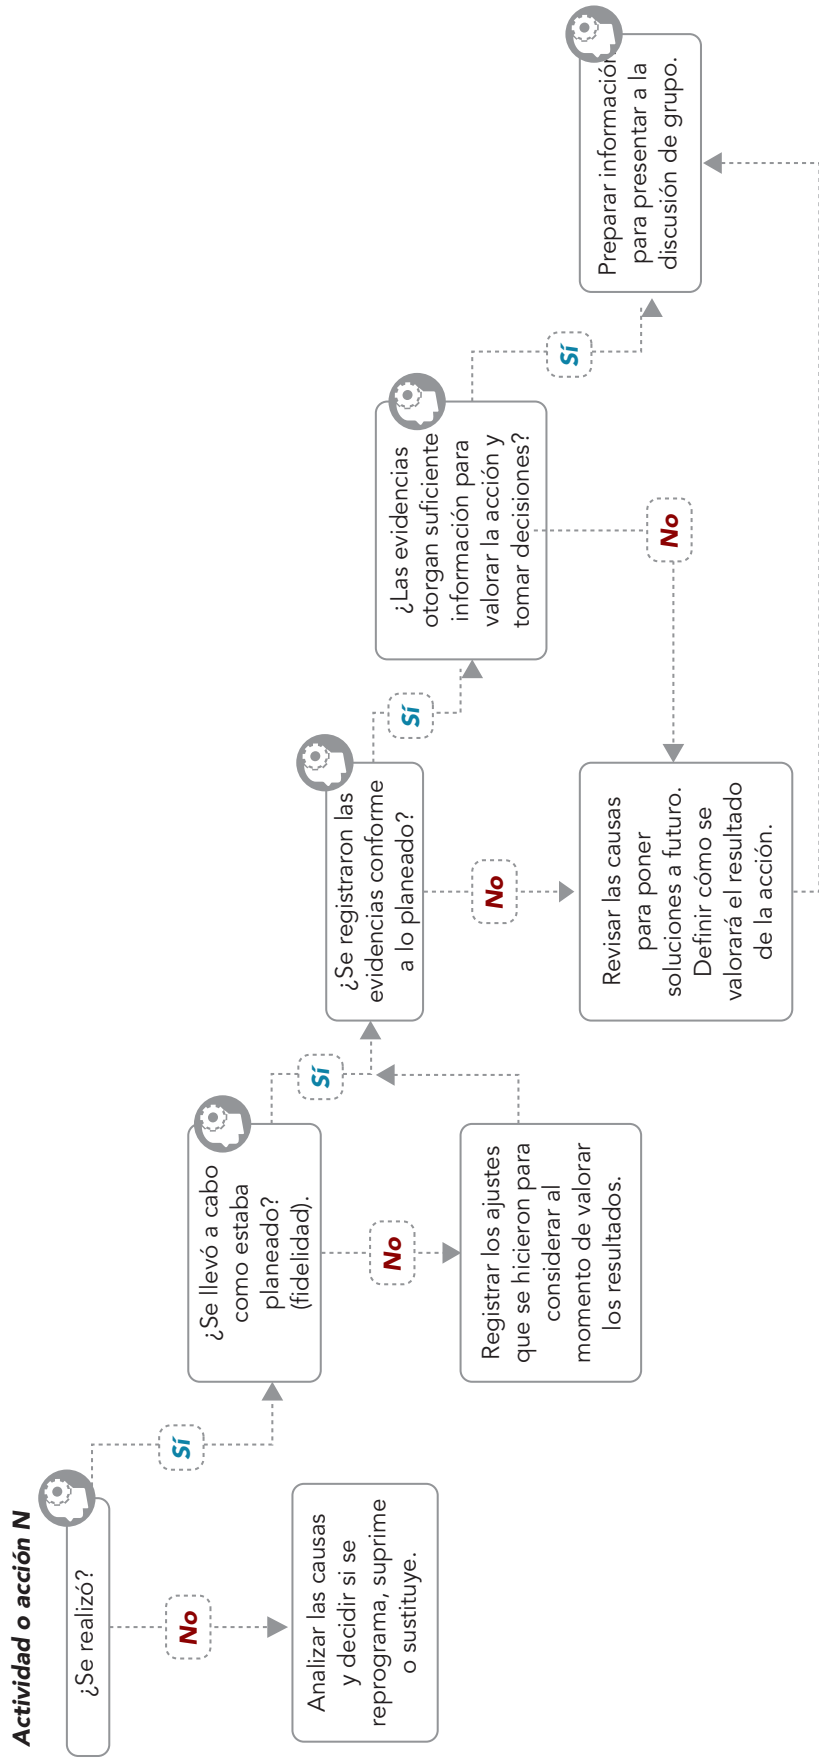 Actividad o acción N
¿Se realizó?
No
Analizar las causas
y decidir si se
reprograma, suprime
o sustituye.
Sí
¿Se llevó a cabo
como estaba
planeado?
(fidelidad).
No
Registrar los ajustes
que se hicieron para
considerar al
momento de valorar
los resultados.
Sí
¿Se registraron las
evidencias conforme
a lo planeado?
No
Revisar las causas
para poner
soluciones a futuro.
Definir cómo se
valorará el resultado
de la acción.
Sí
¿Las evidencias
otorgan suficiente
información para
valorar la acción y
tomar decisiones?
No
Sí
Preparar información
para presentar a la
discusión de grupo.